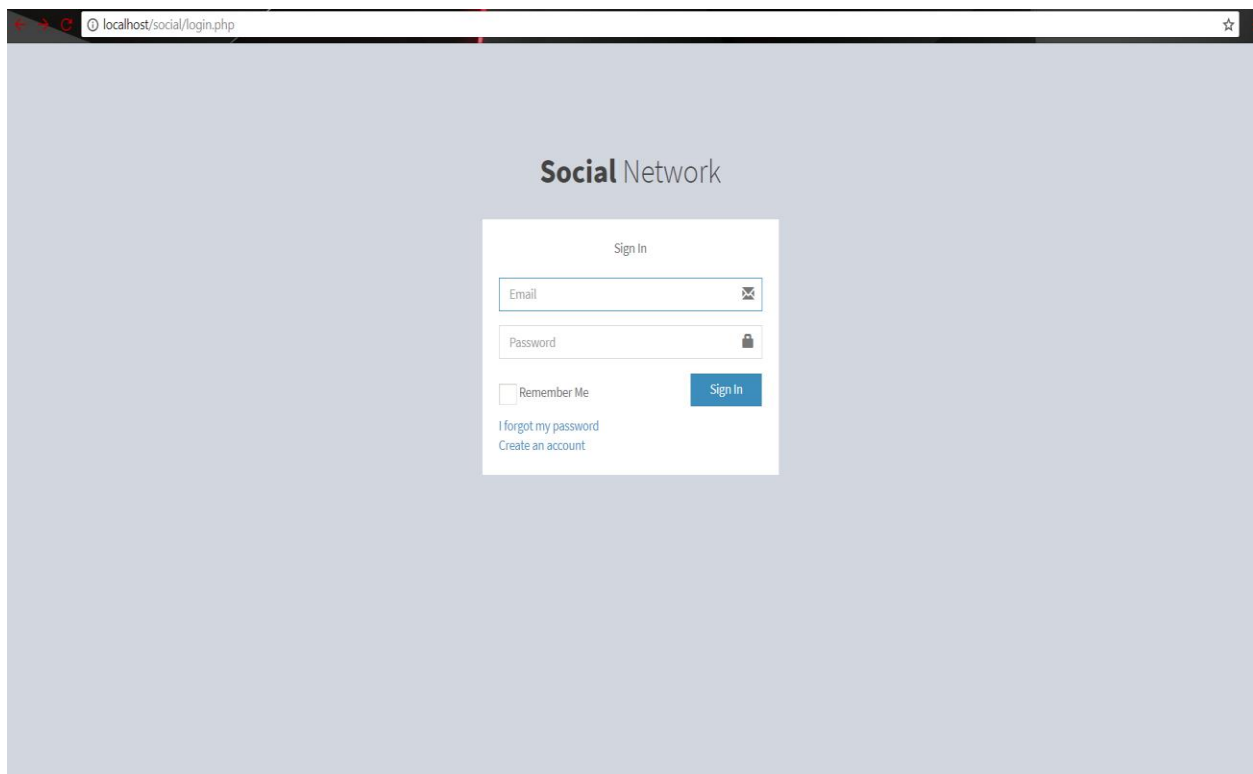 localhost/social/login.php
Social Network
Sign In
Email
Password
Remember Me
Sign In
I forgot my password
Create an account